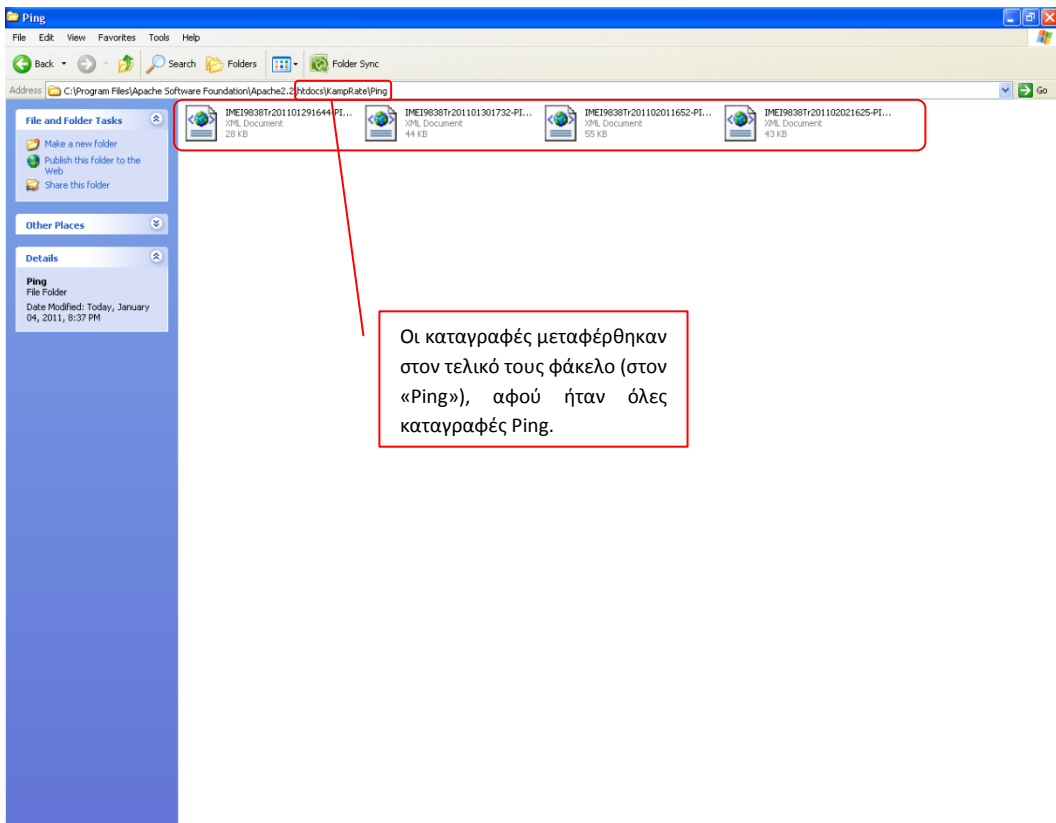 Ping
File Edit View Favorites Tools Help
Back Search Folders Folder Sync
Address C:\Program Files\Apache Software Foundation\Apache2.2\htdocs\KampRate\Ping Go
File and Folder Tasks
Make a new folder
Publish this folder to the
Web
Share this folder
Other Places
Details
Ping
File Folder
Date Modified: Today, January
04, 2011, 8:37 PM
IMEI9838Tr201101291644-PI...
XML Document
28 KB
IMEI9838Tr201101301732-PI...
XML Document
44 KB
IMEI9838Tr201102011652-PI...
XML Document
55 KB
IMEI9838Tr201102021625-PI...
XML Document
43 KB
Οι καταγραφές μεταφέρθηκαν
στον τελικό τους φάκελο (στον
«Ping»), αφού ήταν όλες
καταγραφές Ping.